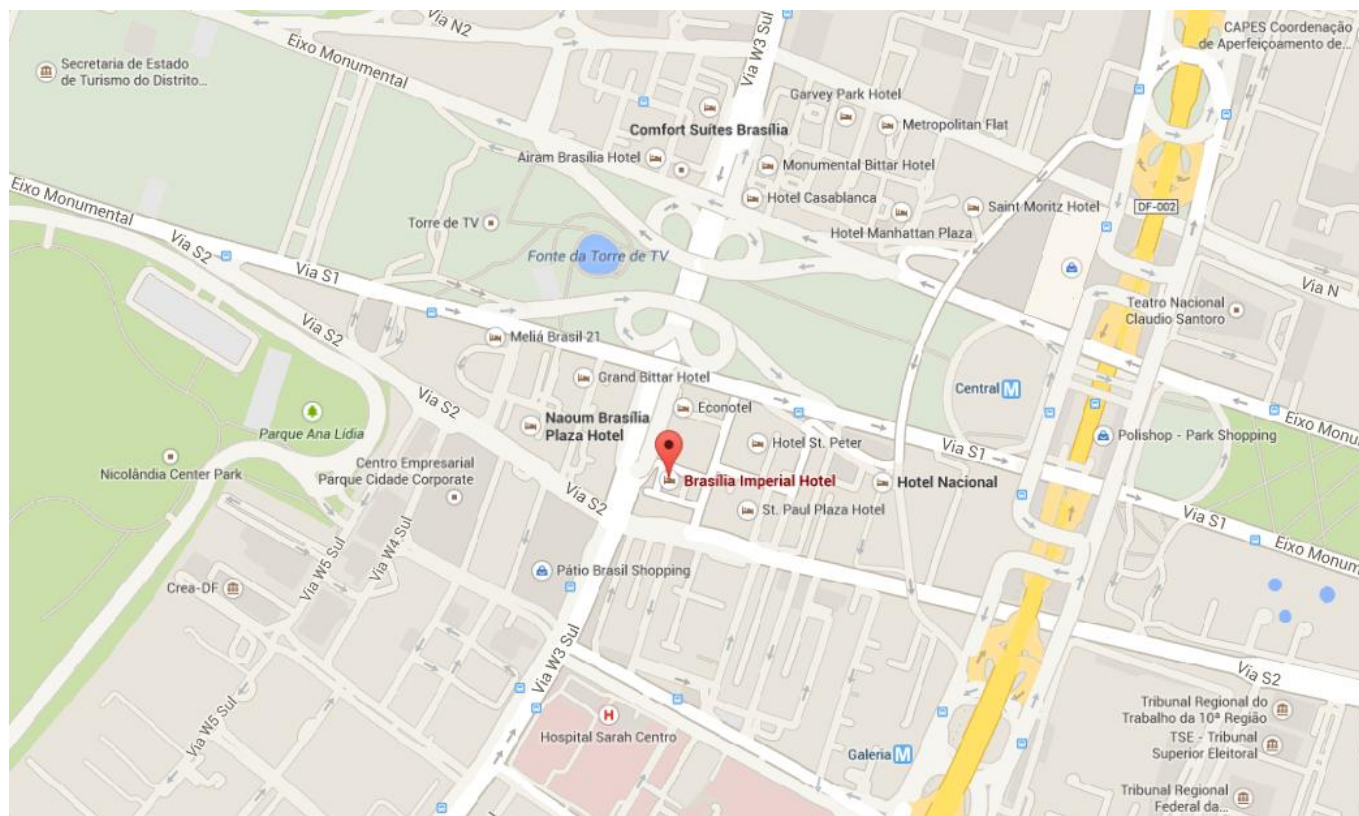 Via N2
Eixo Monumental
Via W3 Sul
CAPES Coordenação
de Aperfeiçoamento de...
Secretaria de Estado
de Turismo do Distrito...
Garvey Park Hotel
Comfort Suítes Brasília
Metropolitan Flat
Airam Brasília Hotel
Monumental Bittar Hotel
Eixo Monumental
Hotel Casablanca
Saint Moritz Hotel
DF-002
Torre de TV
Hotel Manhattan Plaza
Via S2
Fonte da Torre de TV
Via S1
Via N
Teatro Nacional
Claudio Santoro
Via S2
Meliá Brasil 21
Grand Bittar Hotel
Central M
Via S2
Econotel
Naoum Brasília
Plaza Hotel
Eixo Monu
Parque Ana Lídia
Hotel St. Peter
Via S1
Polishop - Park Shopping
Nicolândia Center Park
Centro Empresarial
Parque Cidade Corporate
Brasília Imperial Hotel
Hotel Nacional
Via S2
St. Paul Plaza Hotel
Via S1
Via W5 Sul
Via W4 Sul
Eixo Monum
Pátio Brasil Shopping
Crea-DF
Via W3 Sul
Via S2
Via W5 Sul
H
Hospital Sarah Centro
Tribunal Regional do
Trabalho da 10ª Região
TSE - Tribunal
Superior Eleitoral
Galeria M
Tribunal Regional
Federal da...